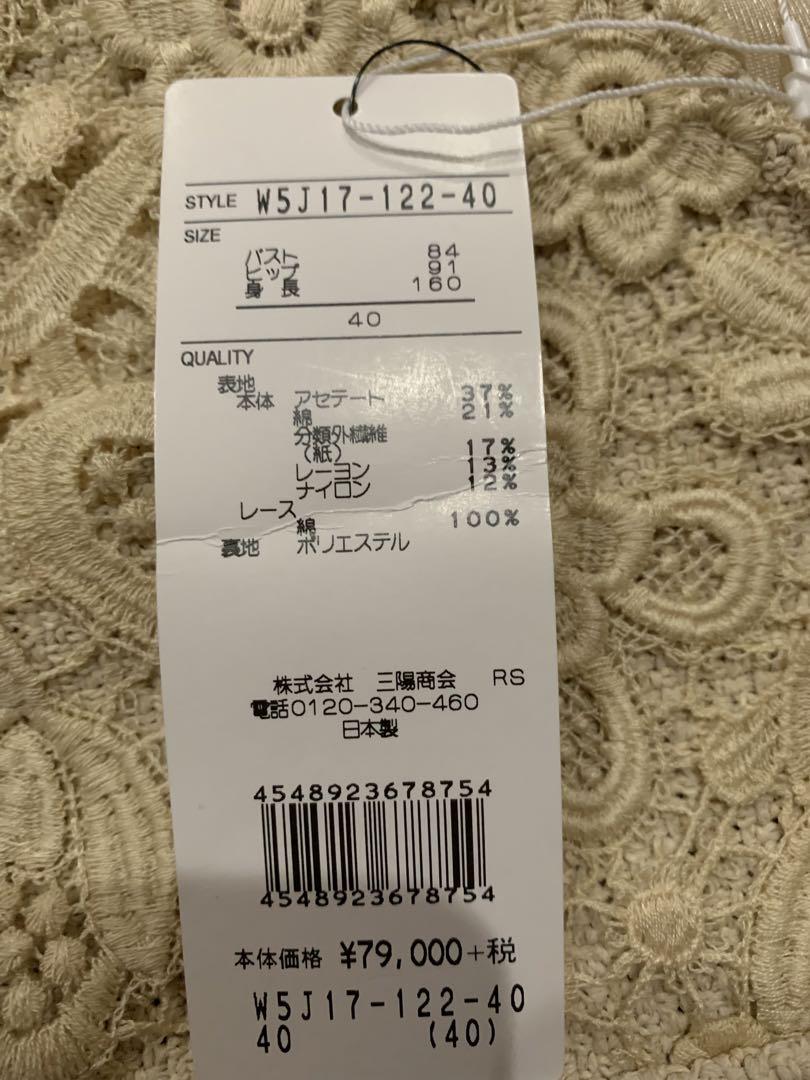 STYLE W5J17-122-40
SIZE
バスト 84
ヒップ 91
身長 160
40
QUALITY
表地
本体 アセテート 37%
綿 21%
分類外繊維
(紙) 17%
レーヨン 13%
ナイロン 12%
レース
綿 100%
裏地 ポリエステル
株式会社 三陽商会 RS
電話0120-340-460
日本製
4548923678754
4548923678754
本体価格 ¥79,000+税
W5J17-122-40
40 (40)